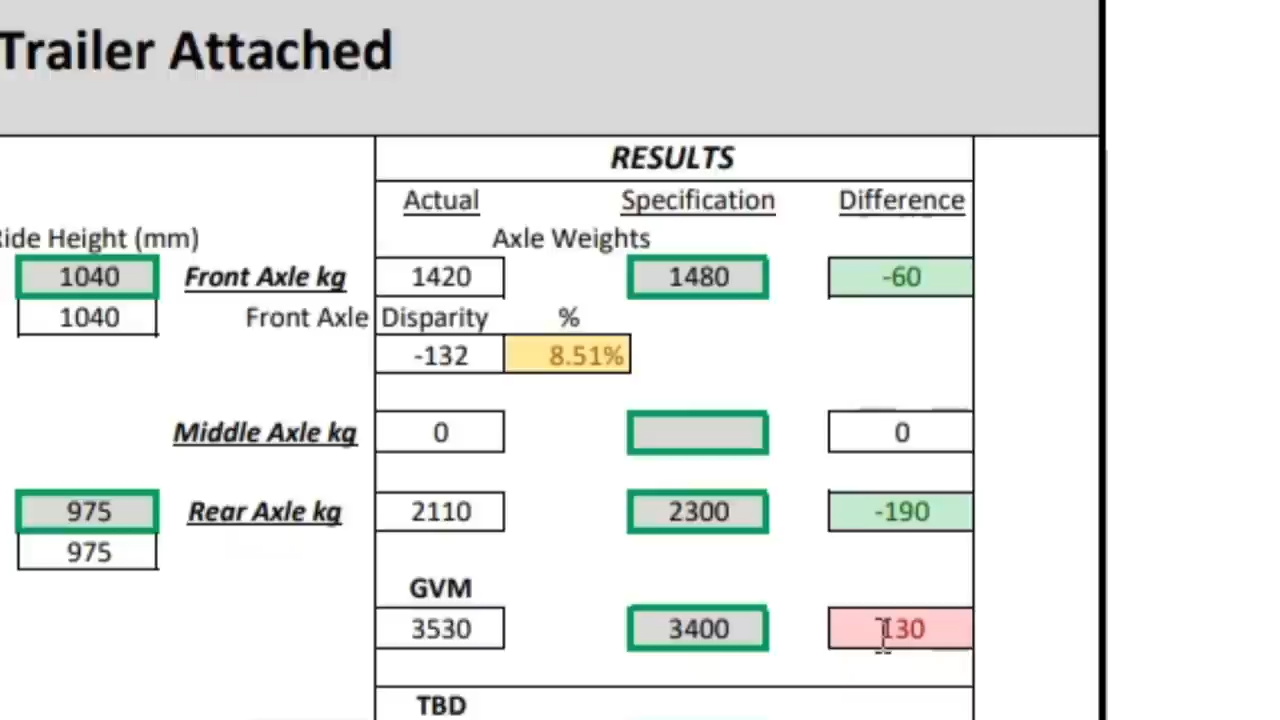 Trailer Attached
RESULTS
Actual Specification Difference
Ride Height (mm) Axle Weights
1040 Front Axle kg 1420 1480 -60
1040 Front Axle Disparity %
-132 8.51%
Middle Axle kg 0 0
975 Rear Axle kg 2110 2300 -190
975
GVM
3530 3400 130
TBD